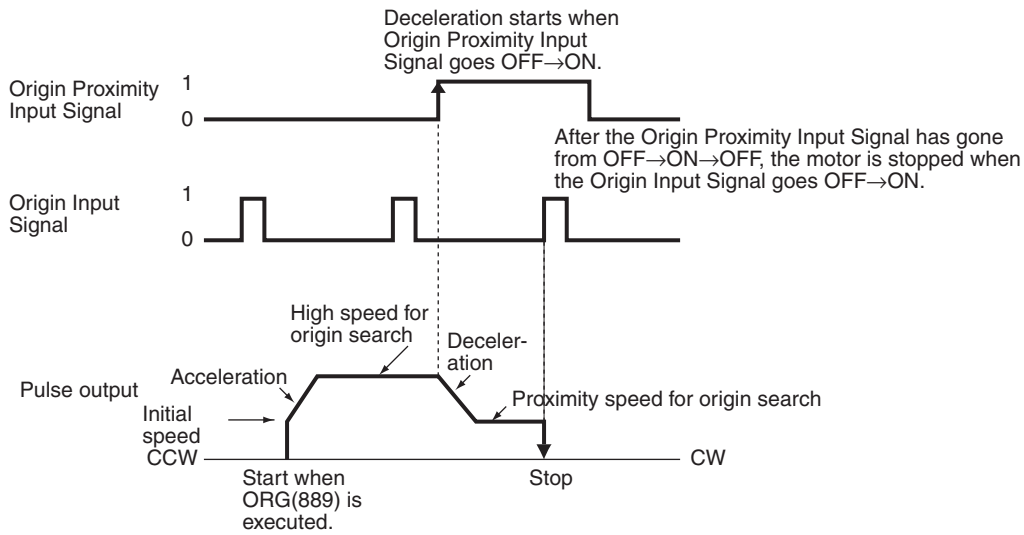 Deceleration starts when
Origin Proximity Input
Signal goes OFF→ON.
Origin Proximity
Input Signal
1
0
After the Origin Proximity Input Signal has gone
from OFF→ON→OFF, the motor is stopped when
the Origin Input Signal goes OFF→ON.
Origin Input
Signal
1
0
High speed for
origin search
Deceler-
ation
Acceleration
Pulse output
Proximity speed for origin search
Initial
speed
CCW
CW
Start when
ORG(889) is
executed.
Stop